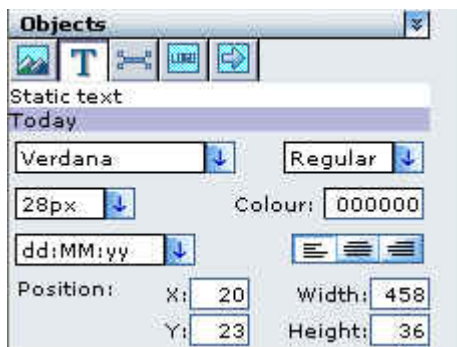 Objects
T
Static text
Today
Verdana Regular
28px Colour: 000000
dd:MM:yy
Position: X: 20 Width: 458
Y: 23 Height: 36